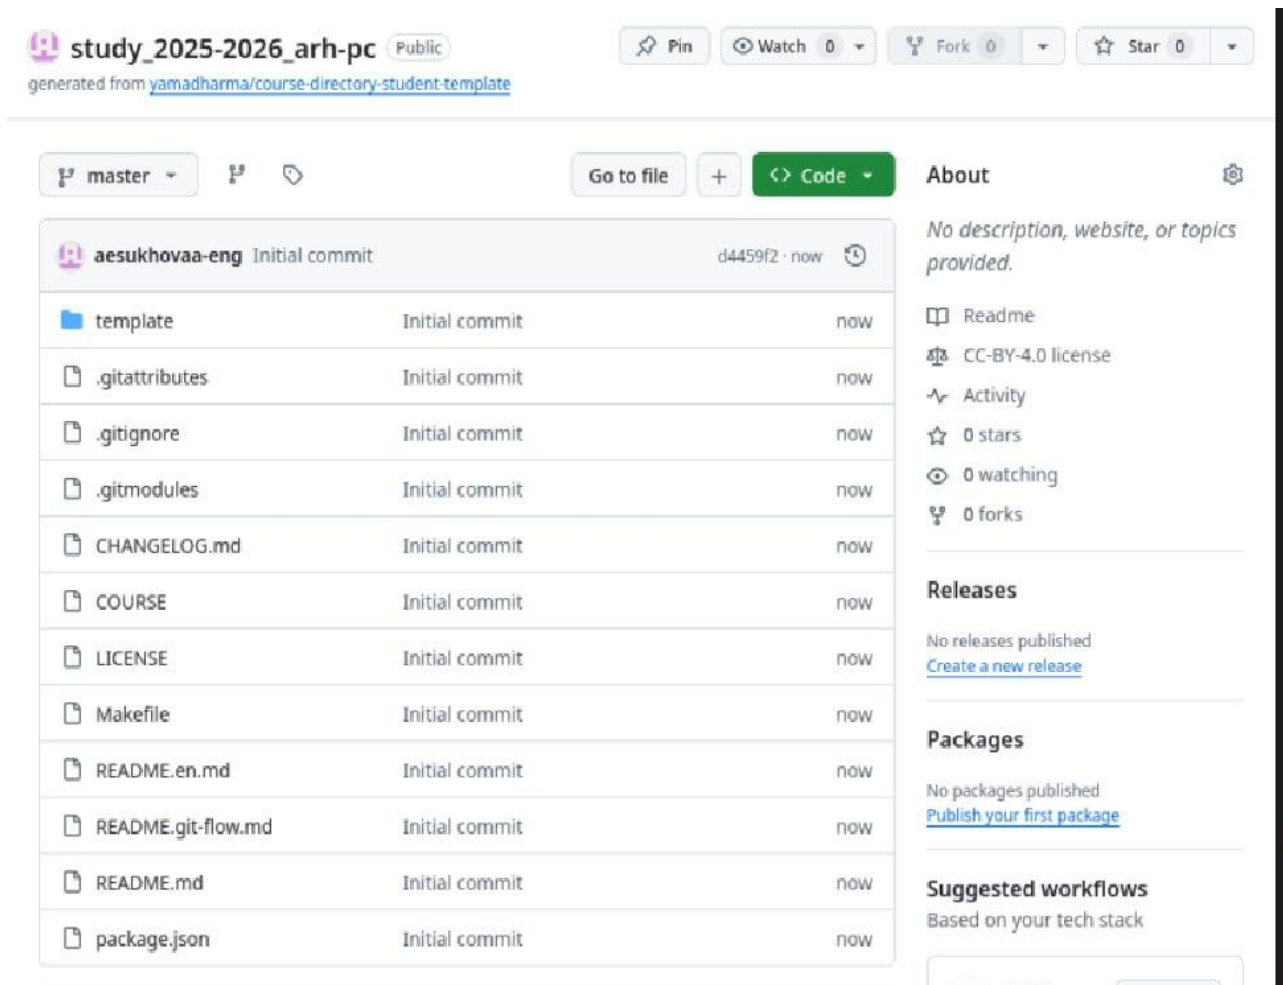 study_2025-2026_arh-pc Public Pin Watch 0 Fork 0 Star 0
generated from yamadharma/course-directory-student-template
master Go to file + Code
aesukhovaa-eng Initial commit d4459f2 · now
template Initial commit now
.gitattributes Initial commit now
.gitignore Initial commit now
.gitmodules Initial commit now
CHANGELOG.md Initial commit now
COURSE Initial commit now
LICENSE Initial commit now
Makefile Initial commit now
README.en.md Initial commit now
README.git-flow.md Initial commit now
README.md Initial commit now
package.json Initial commit now
About
No description, website, or topics
provided.
Readme
CC-BY-4.0 license
Activity
0 stars
0 watching
0 forks
Releases
No releases published
Create a new release
Packages
No packages published
Publish your first package
Suggested workflows
Based on your tech stack